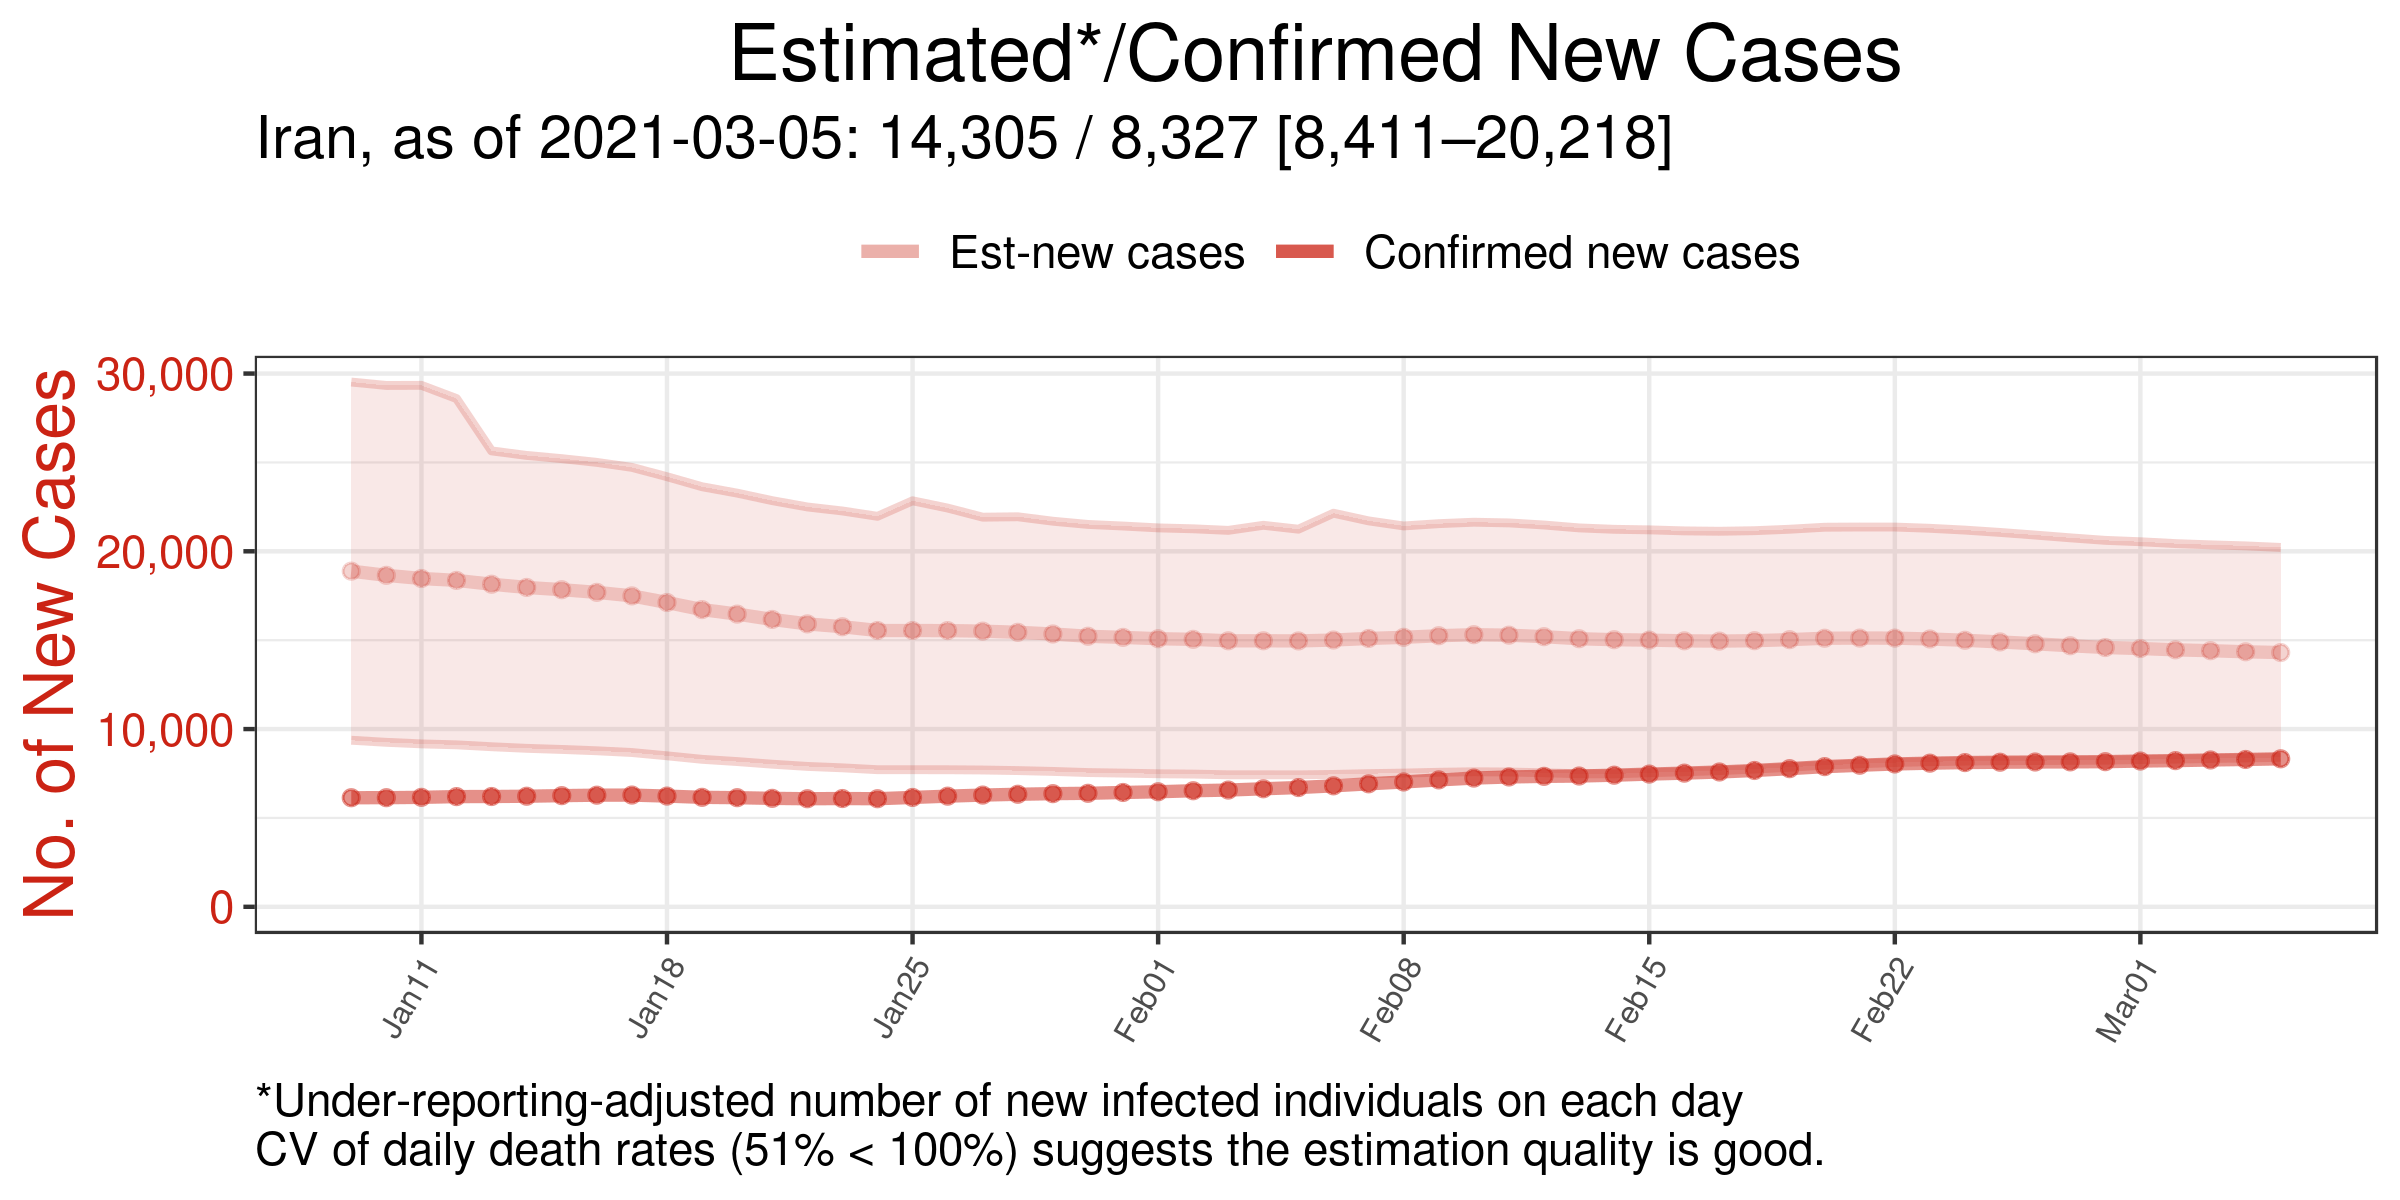 Estimated*/Confirmed New Cases
Iran, as of 2021-03-05: 14,305 / 8,327 [8,411–20,218]
Est-new cases
Confirmed new cases
No. of New Cases
30,000
20,000
10,000
0
Jan11
Jan18
Jan25
Feb01
Feb08
Feb15
Feb22
Mar01
*Under-reporting-adjusted number of new infected individuals on each day
CV of daily death rates (51% < 100%) suggests the estimation quality is good.